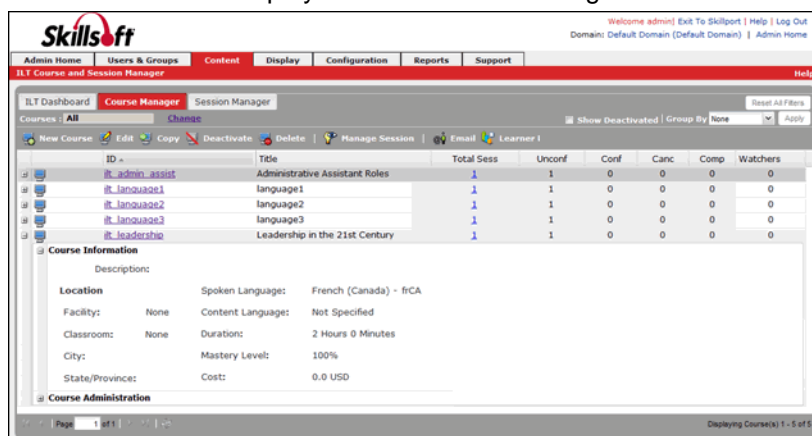 Skillsoft
Welcome admin! Exit To Skillport | Help | Log Out
Domain: Default Domain (Default Domain) | Admin Home
Admin Home Users & Groups Content Display Configuration Reports Support
ILT Course and Session Manager Help
ILT Dashboard Course Manager Session Manager Reset All Filters
Courses : All Change Show Deactivated Group By None Apply
New Course Edit Copy Deactivate Delete Manage Session Email Learner
ID Title Total Sess Unconf Conf Canc Comp Watchers
ilt_admin_assist Administrative Assistant Roles 1 1 0 0 0 0
ilt_language1 language1 1 1 0 0 0 0
ilt_language2 language2 1 1 0 0 0 0
ilt_language3 language3 1 1 0 0 0 0
ilt_leadership Leadership in the 21st Century 1 1 0 0 0 0
Course Information
Description:
Location Spoken Language: French (Canada) - frCA
Facility: None Content Language: Not Specified
Classroom: None Duration: 2 Hours 0 Minutes
City: Mastery Level: 100%
State/Province: Cost: 0.0 USD
Course Administration
Page 1 of 1 Displaying Course(s) 1 - 5 of